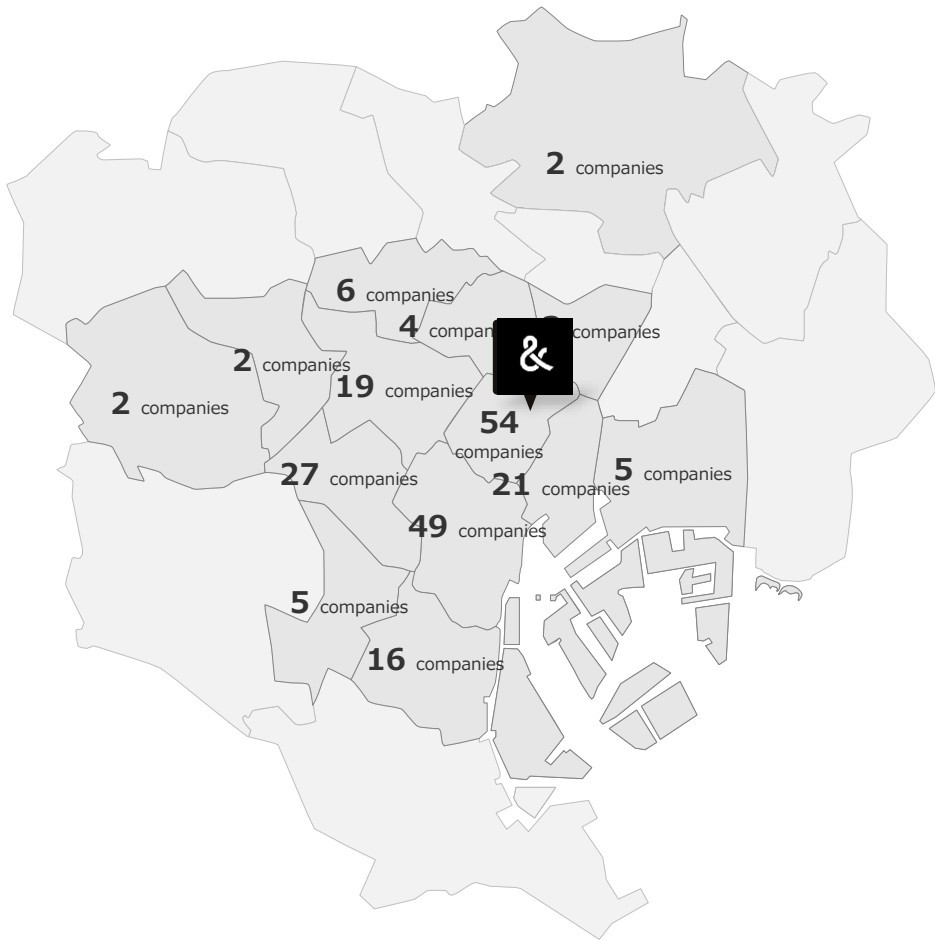 2 companies
6 companies
4 compan
companies
&
2 companies
19 companies
2 companies
54
companies
5 companies
27 companies
21 companies
49 companies
5 companies
16 companies